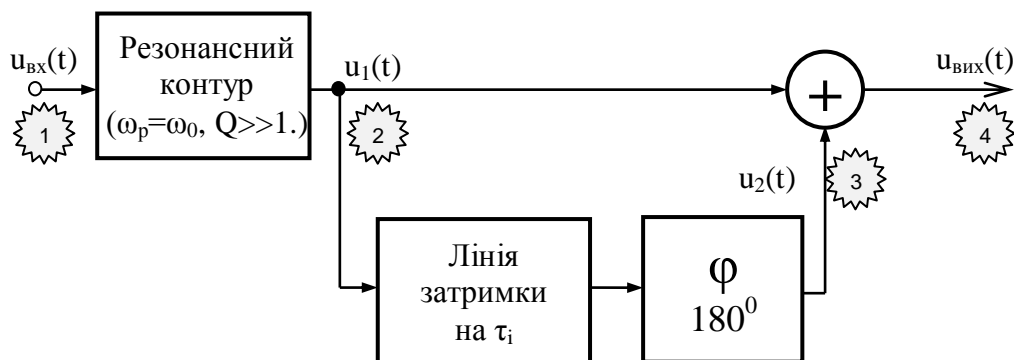 u_вх(t)
1
Резонансний
контур
(ω_р=ω_0, Q>>1.)
u_1(t)
2
+
u_вих(t)
4
u_2(t)
3
Лінія
затримки
на τ_i
φ
180^0